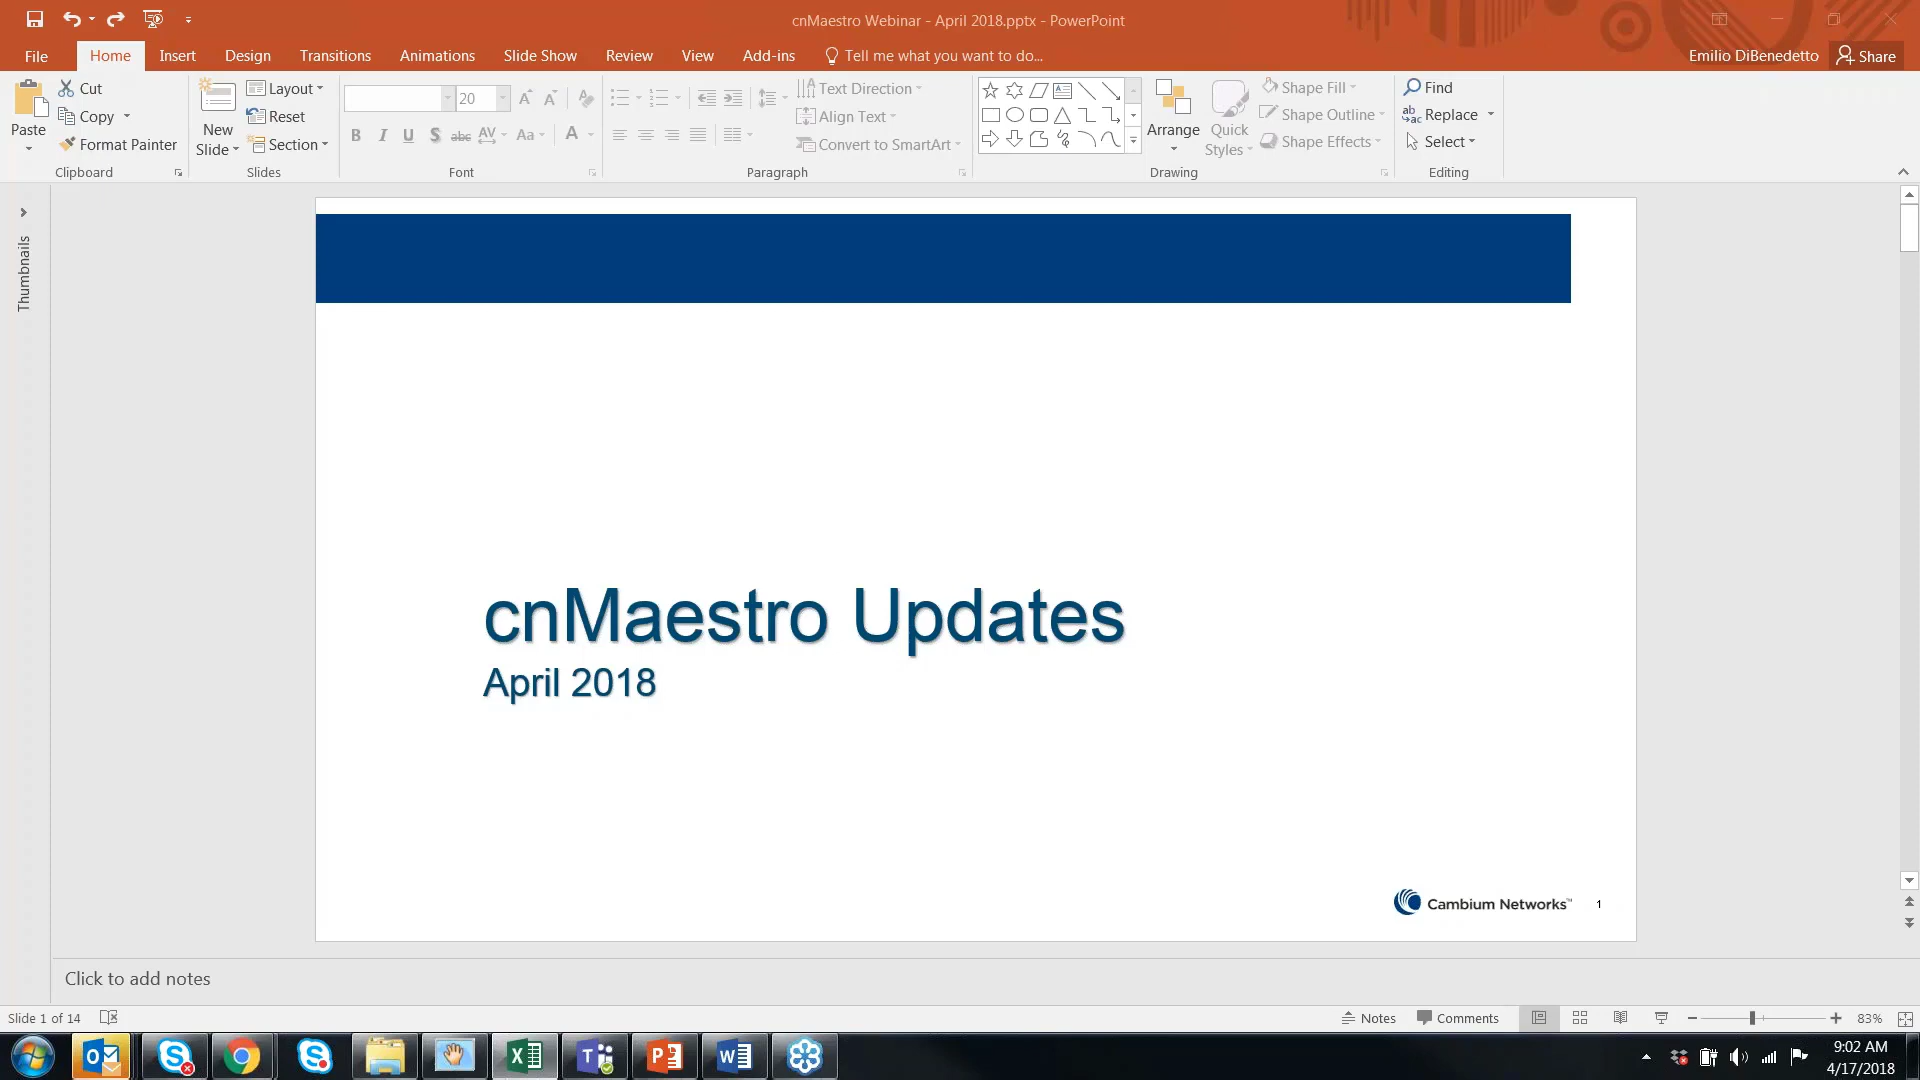 cnMaestro Webinar - April 2018.pptx - PowerPoint
File Home Insert Design Transitions Animations Slide Show Review View Add-ins Tell me what you want to do... Emilio DiBenedetto Share
Paste
Cut
Copy
Format Painter
Clipboard
New Slide
Layout
Reset
Section
Slides
20
B I U S abc AV Aa A
Font
Text Direction
Align Text
Convert to SmartArt
Paragraph
Arrange
Quick Styles
Shape Fill
Shape Outline
Shape Effects
Drawing
Find
Replace
Select
Editing
Thumbnails
cnMaestro Updates
April 2018
Cambium Networks™ 1
Click to add notes
Slide 1 of 14 Notes Comments 83%
9:02 AM
4/17/2018